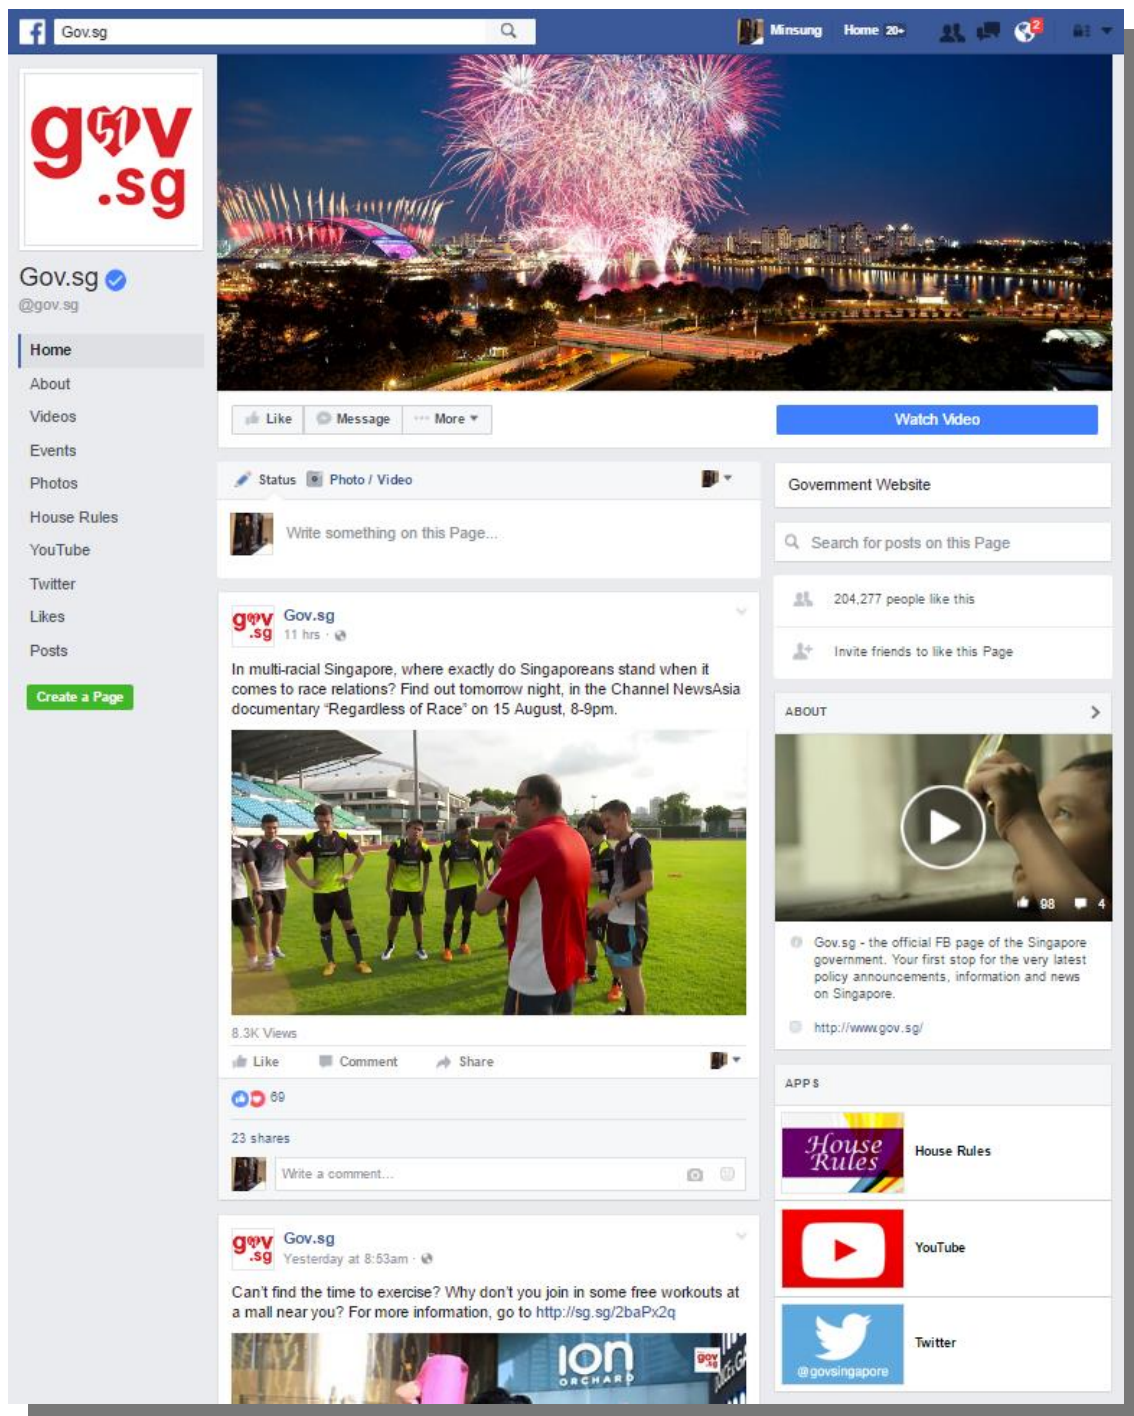 Gov.sg
Minsung Home 20+ 2
gov
.sg
Gov.sg
@gov.sg
Home
About
Videos
Events
Photos
House Rules
YouTube
Twitter
Likes
Posts
Create a Page
Like Message More
Watch Video
Status Photo / Video
Write something on this Page...
Gov.sg
11 hrs
In multi-racial Singapore, where exactly do Singaporeans stand when it
comes to race relations? Find out tomorrow night, in the Channel NewsAsia
documentary “Regardless of Race” on 15 August, 8-9pm.
8.3K Views
Like Comment Share
69
23 shares
Write a comment...
gov
.sg
Gov.sg
Yesterday at 8:53am
Can't find the time to exercise? Why don't you join in some free workouts at
a mall near you? For more information, go to http://sg.sg/2baPx2q
ion
ORCHARD
gov
.sg
Government Website
Search for posts on this Page
204,277 people like this
Invite friends to like this Page
ABOUT
98 4
Gov.sg - the official FB page of the Singapore
government. Your first stop for the very latest
policy announcements, information and news
on Singapore.
http://www.gov.sg/
APPS
House
Rules
House Rules
YouTube
Twitter
@govsingapore